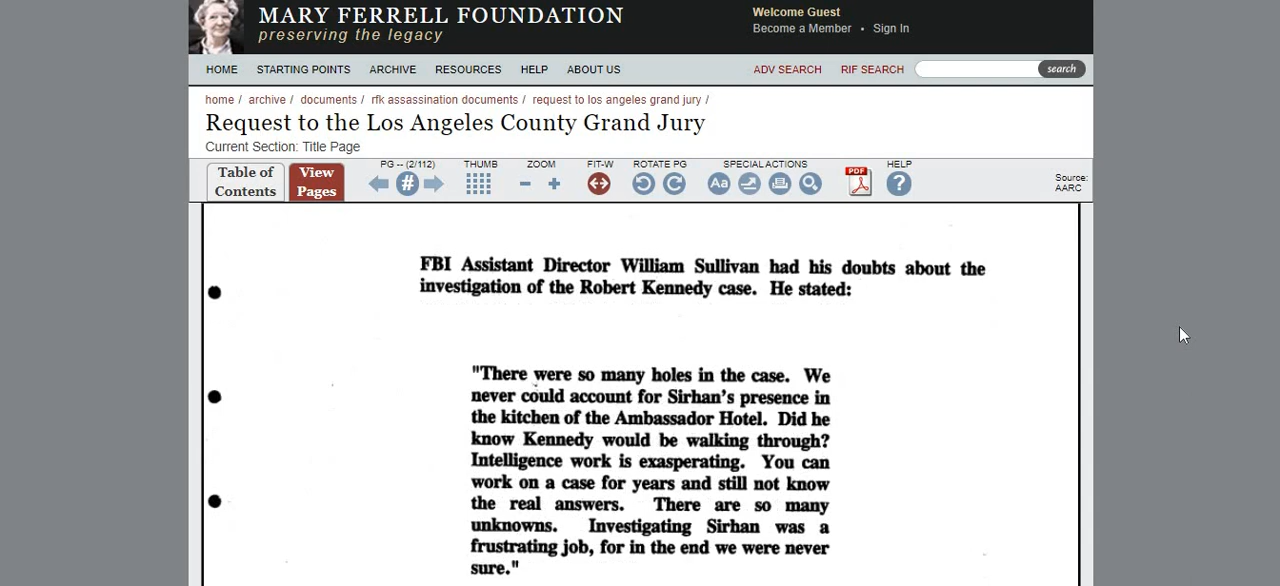 MARY FERRELL FOUNDATION
preserving the legacy
Welcome Guest
Become a Member • Sign In
HOME STARTING POINTS ARCHIVE RESOURCES HELP ABOUT US ADV SEARCH RIF SEARCH search
home / archive / documents / rfk assassination documents / request to los angeles grand jury /
Request to the Los Angeles County Grand Jury
Current Section: Title Page
Table of Contents
View Pages
PG -- (2/112) THUMB ZOOM FIT-W ROTATE PG SPECIAL ACTIONS HELP
# Aa PDF ?
Source:
AARC
FBI Assistant Director William Sullivan had his doubts about the
investigation of the Robert Kennedy case. He stated:
"There were so many holes in the case. We
never could account for Sirhan's presence in
the kitchen of the Ambassador Hotel. Did he
know Kennedy would be walking through?
Intelligence work is exasperating. You can
work on a case for years and still not know
the real answers. There are so many
unknowns. Investigating Sirhan was a
frustrating job, for in the end we were never
sure."